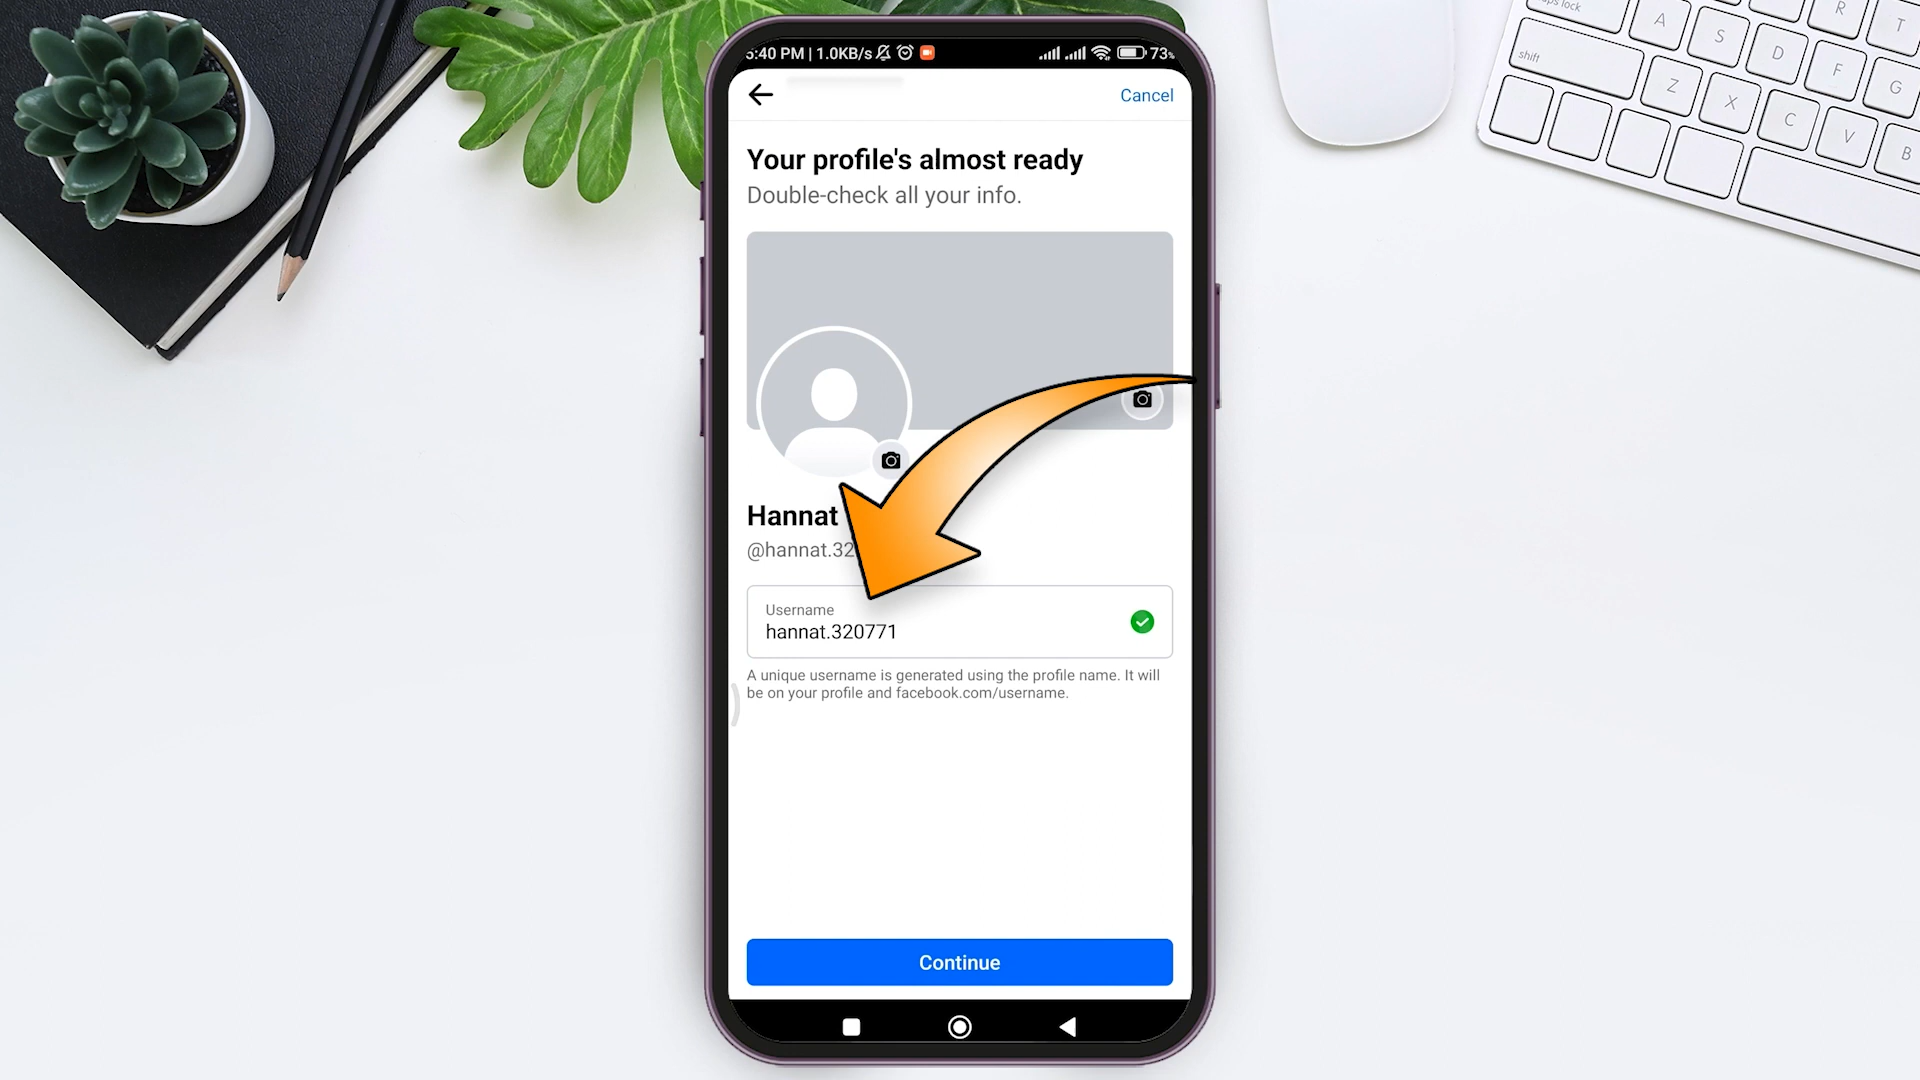 5:40 PM | 1.0KB/s 73%
Cancel
Your profile's almost ready
Double-check all your info.
Hannat
@hannat.32
Username
hannat.320771
A unique username is generated using the profile name. It will
be on your profile and facebook.com/username.
Continue
shift
A
S
D
F
G
Z
X
C
V
B
R
T